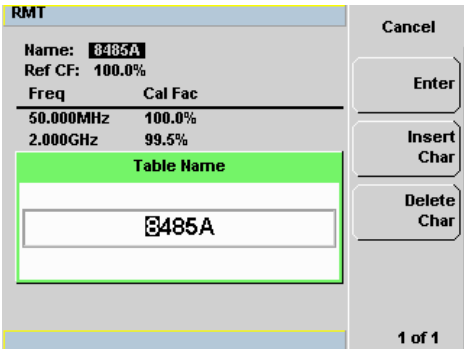 RMT
Name: 8485A
Ref CF: 100.0%
Freq Cal Fac
50.000MHz 100.0%
2.000GHz 99.5%
Table Name
8485A
Cancel
Enter
Insert
Char
Delete
Char
1 of 1